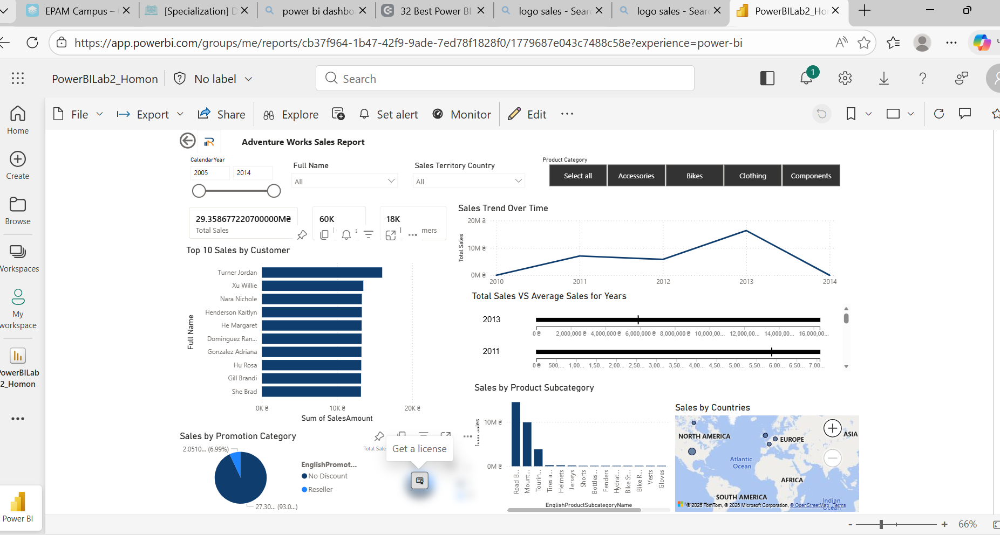 EPAM Campus –
[Specialization] D
power bi dashbo
32 Best Power BI
logo sales - Sear
logo sales - Sear
PowerBILab2_Ho
https://app.powerbi.com/groups/me/reports/cb37f964-1b47-42f9-9ade-7ed78f1828f0/1779687e043c7488c58e?experience=power-bi
PowerBILab2_Homon
No label
Search
1
File
Export
Share
Explore
Set alert
Monitor
Edit
Home
Create
Browse
Workspaces
My
workspace
PowerBILab
2_Homon
Power BI
Adventure Works Sales Report
CalendarYear
2005
2014
Full Name
All
Sales Territory Country
All
Product Category
Select all
Accessories
Bikes
Clothing
Components
29.358677220700000M₴
Total Sales
60K
s
18K
mers
Top 10 Sales by Customer
Full Name
Turner Jordan
Xu Willie
Nara Nichole
Henderson Kaitlyn
He Margaret
Dominguez Ran...
Gonzalez Adriana
Hu Rosa
Gill Brandi
She Brad
0K ₴
10K ₴
20K ₴
Sum of SalesAmount
Sales Trend Over Time
Total Sales
20M ₴
10M ₴
0M ₴
2010
2011
2012
2013
2014
Total Sales VS Average Sales for Years
2013
0 ₴ 2,000,000 ₴ 4,000,000 ₴ 6,000,000 ₴ 8,000,000 ₴ 10,000,00... 12,000,00... 14,000,00... 16,000,00...
2011
0 ₴ 500,... 1,00... 1,50... 2,00... 2,50... 3,00... 3,50... 4,00... 4,50... 5,00... 5,50... 6,00... 6,50... 7,00...
Sales by Promotion Category
2.0510... (6.99%)
27.30... (93.0...)
EnglishPromot...
No Discount
Reseller
Total Sale
Get a license
Sales by Product Subcategory
Total Sales
10M ₴
0M ₴
Road B...
Mount...
Tourin...
Tires a...
Helmets
Jerseys
Shorts
Bottles...
Fenders
Hydrat...
Bike St...
Bike R...
Vests
Gloves
EnglishProductSubcategoryName
Sales by Countries
NORTH AMERICA
EUROPE
ASIA
Atlantic
Ocean
AFRICA
SOUTH AMERICA
Indian
Ocean
© 2026 TomTom, © 2026 Microsoft Corporation, © OpenStreetMap Terms
- + 66%